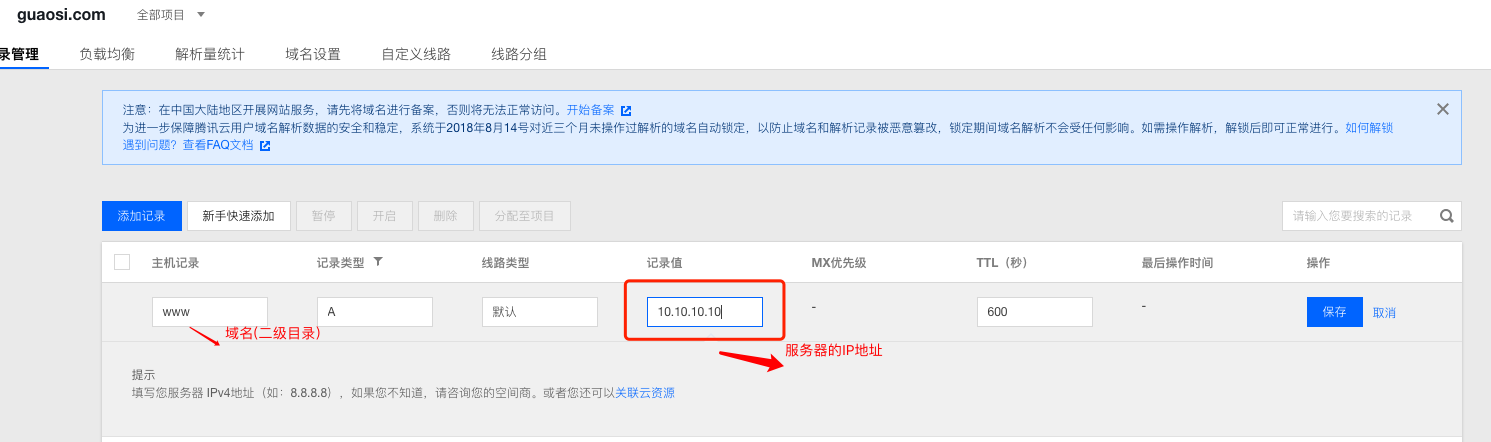 guaosi.com 全部项目
录管理 负载均衡 解析量统计 域名设置 自定义线路 线路分组
注意：在中国大陆地区开展网站服务，请先将域名进行备案，否则将无法正常访问。开始备案
为进一步保障腾讯云用户域名解析数据的安全和稳定，系统于2018年8月14号对近三个月未操作过解析的域名自动锁定，以防止域名和解析记录被恶意篡改，锁定期间域名解析不会受任何影响。如需操作解析，解锁后即可正常进行。如何解锁
遇到问题？查看FAQ文档
添加记录 新手快速添加 暂停 开启 删除 分配至项目 请输入您要搜索的记录
主机记录 记录类型 线路类型 记录值 MX优先级 TTL（秒） 最后操作时间 操作
www A 默认 10.10.10.10 - 600 - 保存 取消
域名(二级目录)
服务器的IP地址
提示
填写您服务器 IPv4地址（如：8.8.8.8），如果您不知道，请咨询您的空间商。或者您还可以关联云资源